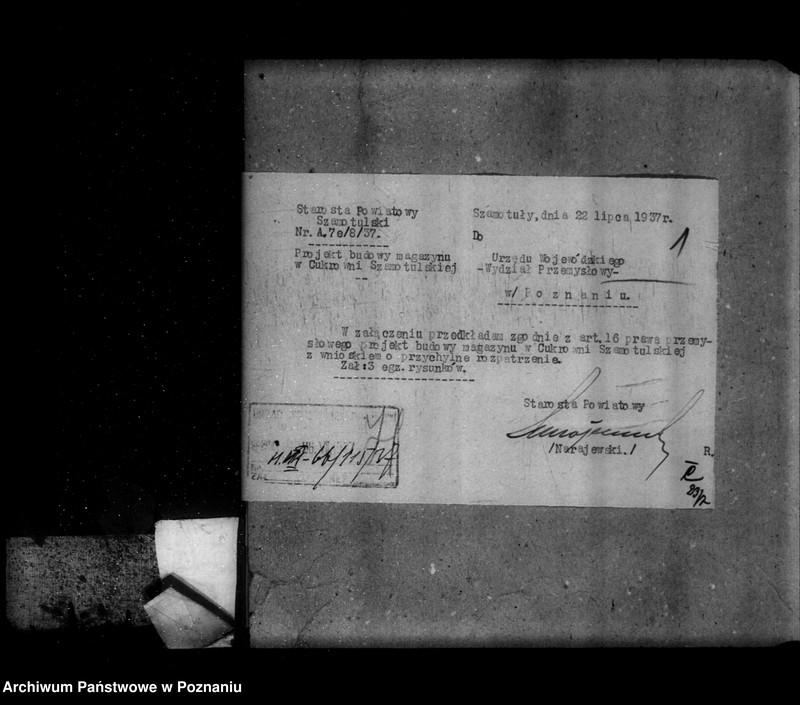 Starosta Powiatowy
Szamotulski
Nr. A.7e/8/37.
Projekt budowy magazynu
w Cukrowni Szamotulskiej
Szamotuły, dnia 22 lipca 1937r.
Do
Urzędu Wojewódzkiego
-Wydział Przemysłowy-
w/ P o z n a n i u.
1
W załączeniu przedkładam zgodnie z art.16 prawa przemy-
słowego projekt budowy magazynu w Cukrowni Szamotulskiej
z wnioskiem o przychylne rozpatrzenie.
Zał:3 egz. rysunków.
Starosta Powiatowy
/Narajewski./
R.
23/7
Archiwum Państwowe w Poznaniu